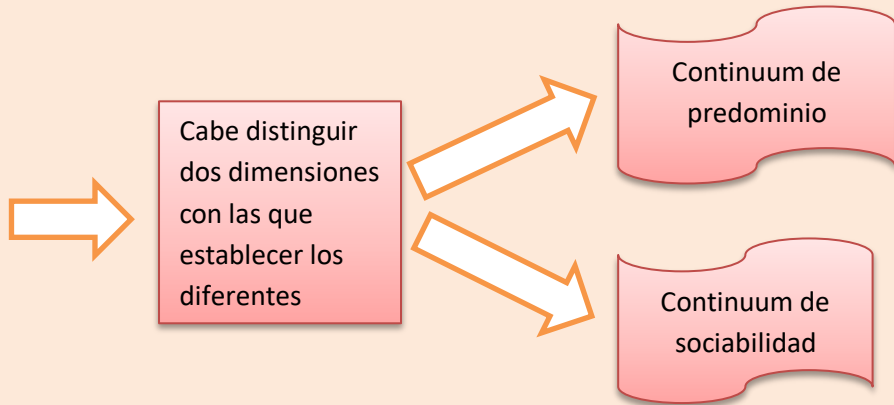 Cabe distinguir
dos dimensiones
con las que
establecer los
diferentes
Continuum de
predominio
Continuum de
sociabilidad